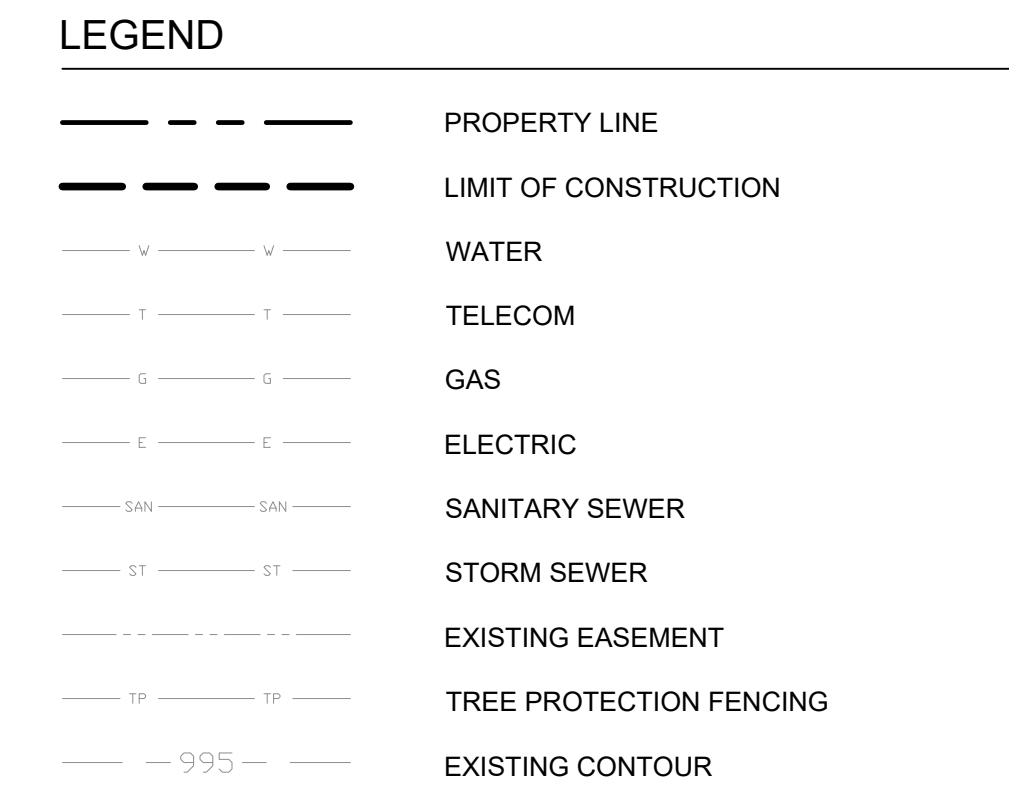 LEGEND
PROPERTY LINE
LIMIT OF CONSTRUCTION
W W WATER
T T TELECOM
G G GAS
E E ELECTRIC
SAN SAN SANITARY SEWER
ST ST STORM SEWER
EXISTING EASEMENT
TP TP TREE PROTECTION FENCING
995 EXISTING CONTOUR